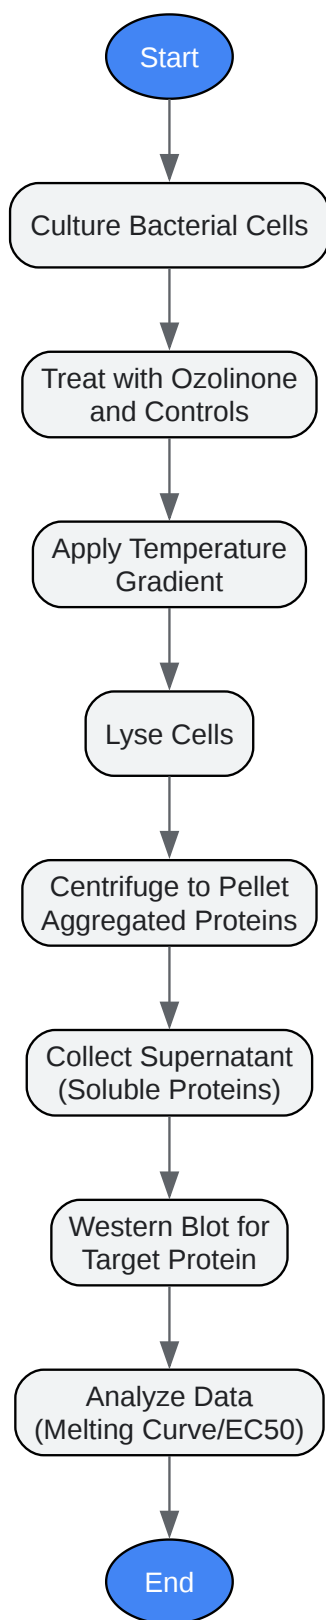 Start
Culture Bacterial Cells
Treat with Ozolinone
and Controls
Apply Temperature
Gradient
Lyse Cells
Centrifuge to Pellet
Aggregated Proteins
Collect Supernatant
(Soluble Proteins)
Western Blot for
Target Protein
Analyze Data
(Melting Curve/EC50)
End